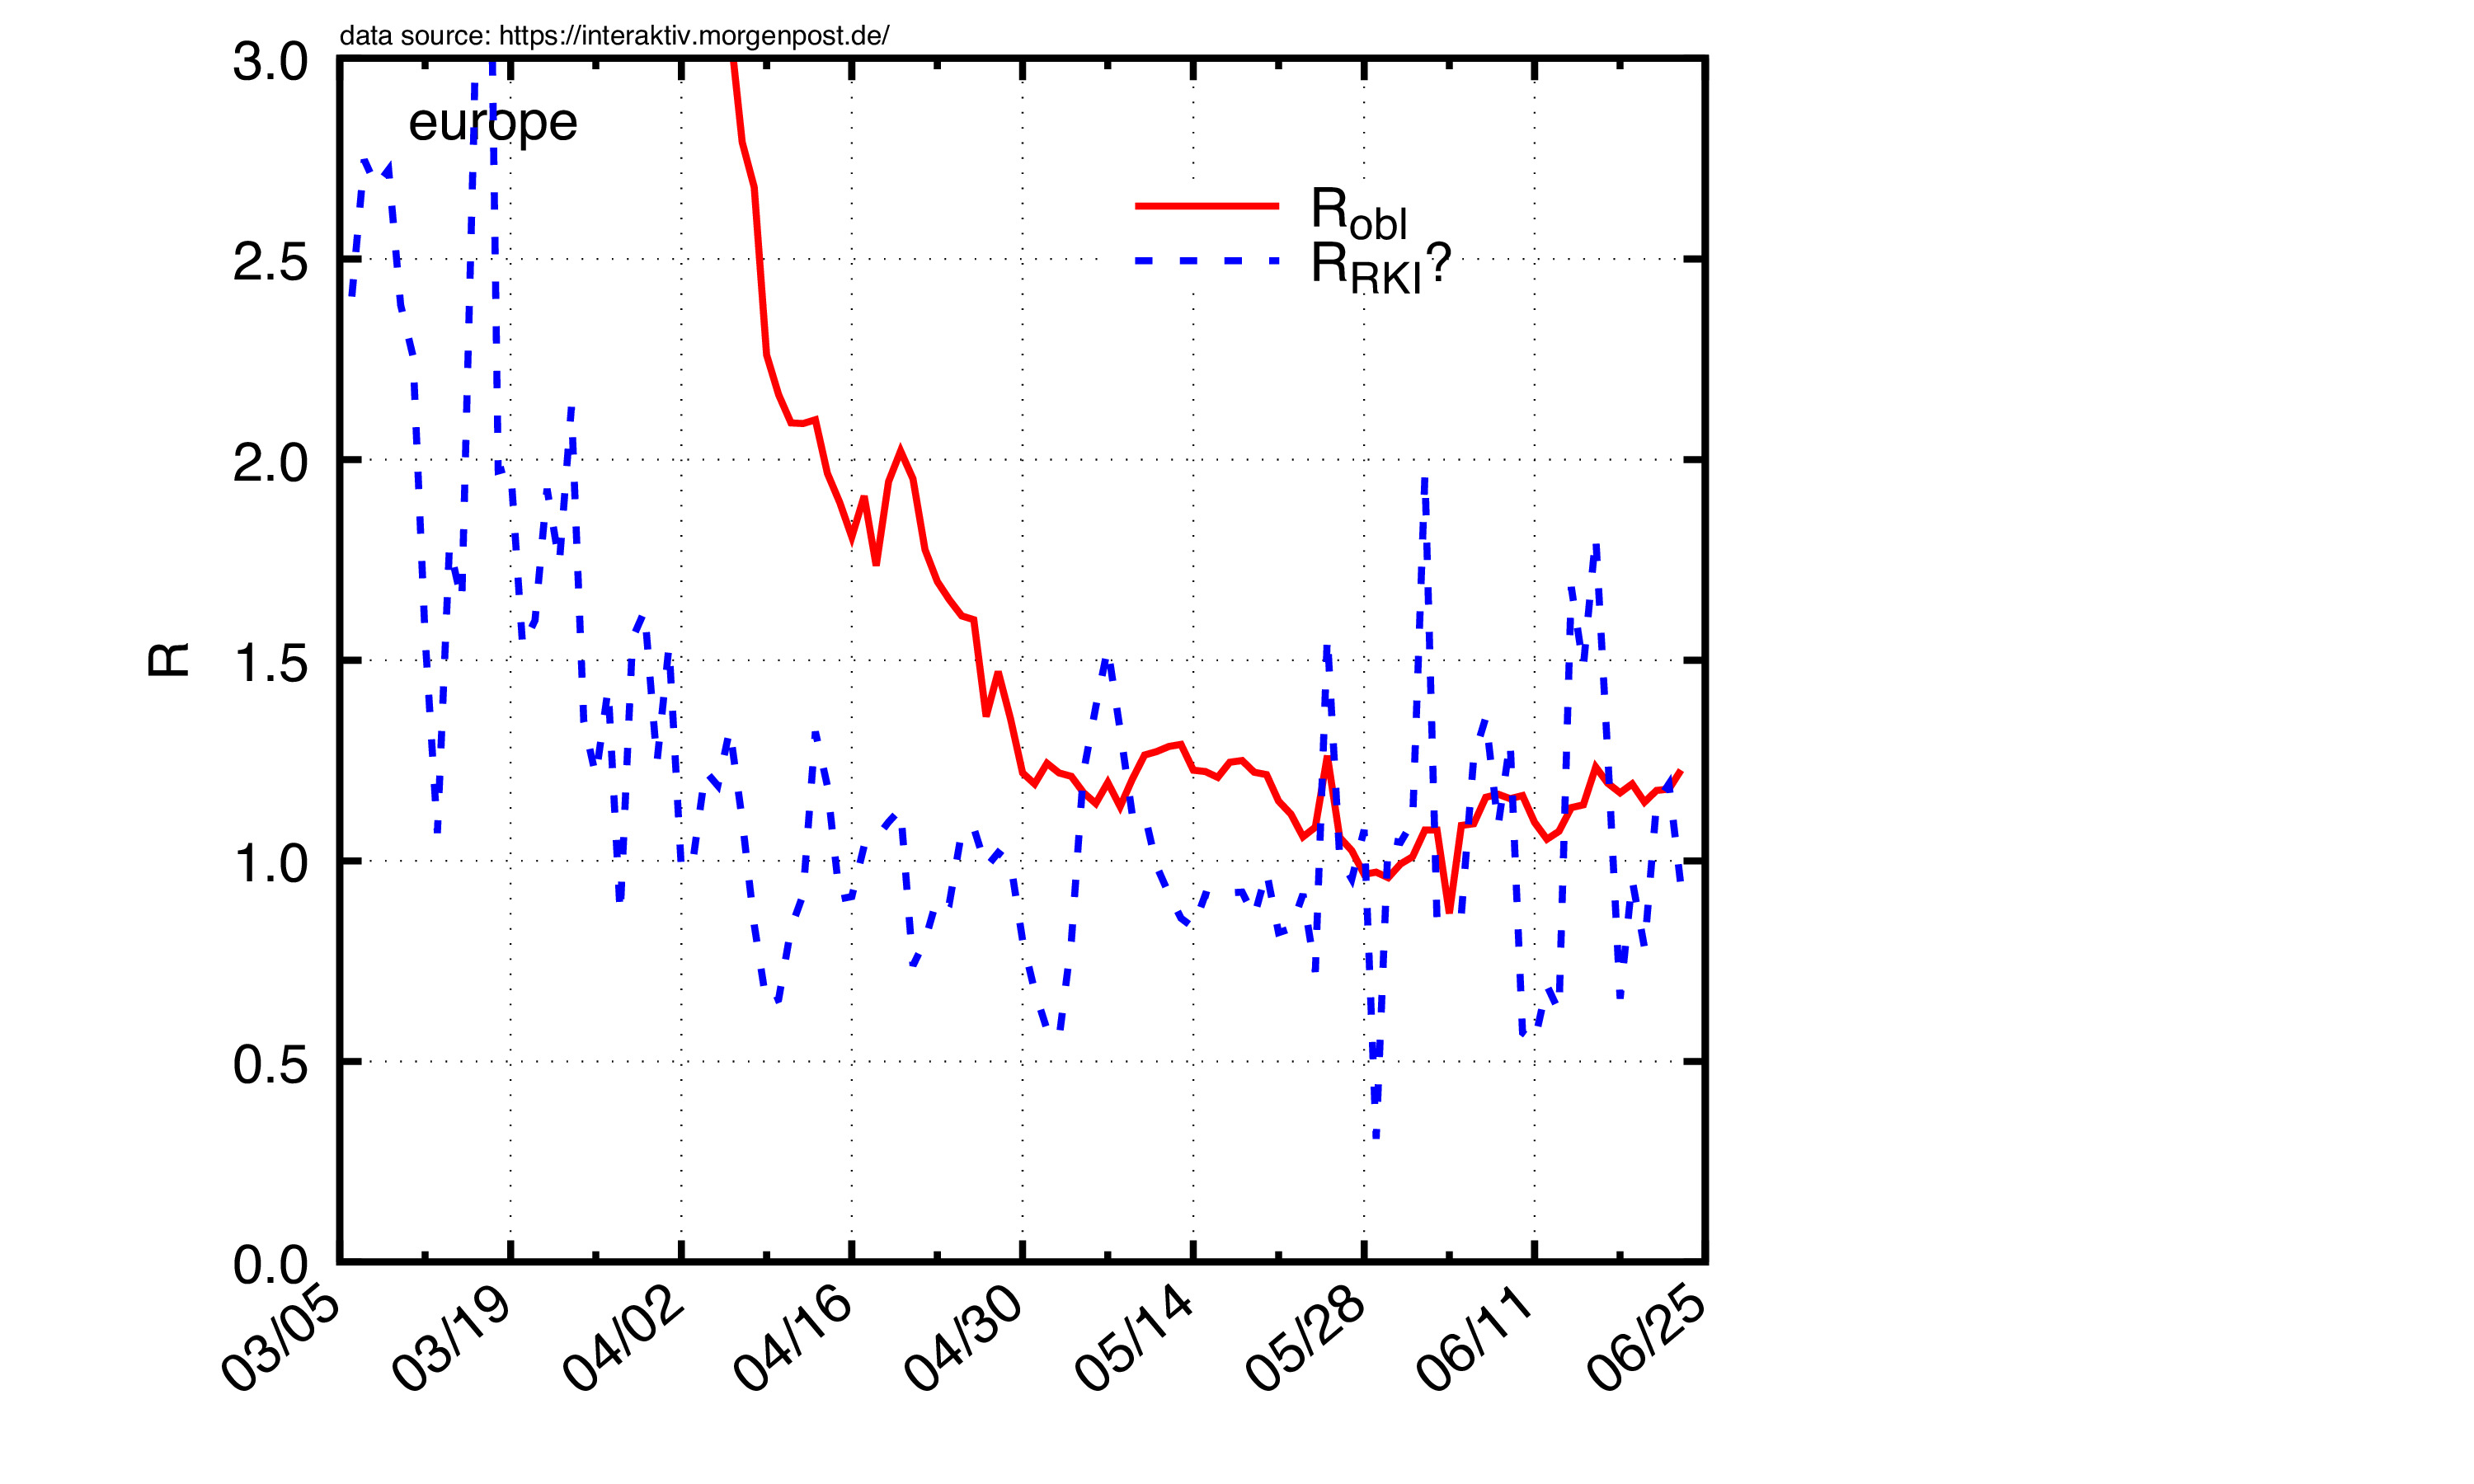 data source: https://interaktiv.morgenpost.de/
3.0
europe
R_obl
R_RKI?
2.5
2.0
1.5
R
1.0
0.5
0.0
03/05 03/19 04/02 04/16 04/30 05/14 05/28 06/11 06/25